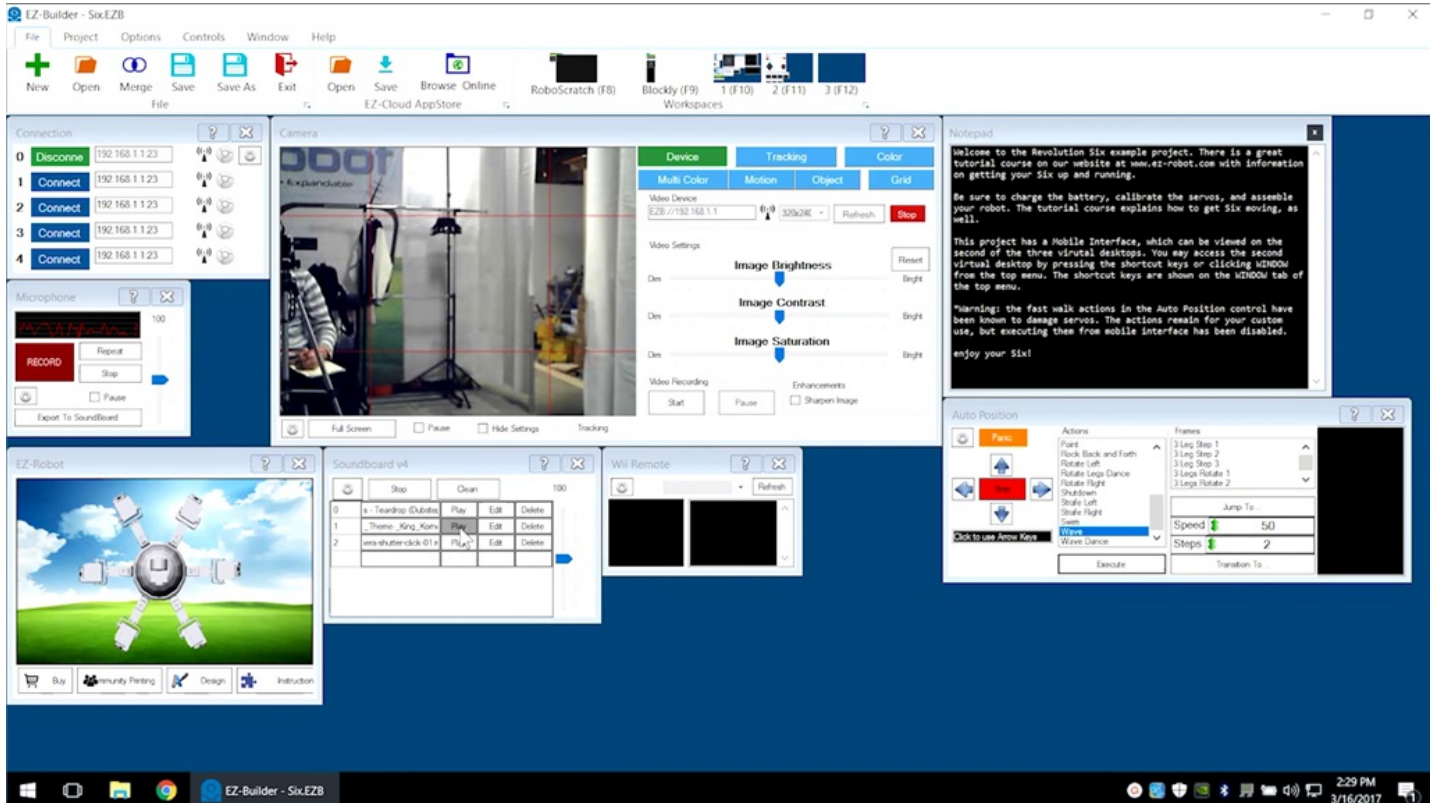 EZ-Builder - Six.EZB
File Project Options Controls Window Help
New Open Merge Save Save As Exit Open Save Browse Online RoboScratch (F8) Blockly (F9) 1 (F10) 2 (F11) 3 (F12)
File EZ-Cloud AppStore Workspaces
Connection
0 Disconne 192.168.1.1:23
1 Connect 192.168.1.1:23
2 Connect 192.168.1.1:23
3 Connect 192.168.1.1:23
4 Connect 192.168.1.1:23
Microphone
100
RECORD
Repeat
Stop
Pause
Export To SoundBoard
Camera
Expandable
Full Screen Pause Hide Settings Tracking
Device Tracking Color
Multi Color Motion Object Grid
Video Device
EZB://192.168.1.1 Refresh Stop
Video Settings
Reset
Image Brightness
Dim Bright
Image Contrast
Dim Bright
Image Saturation
Dim Bright
Video Recording Enhancements
Start Pause Sharpen Image
Notepad
Welcome to the Revolution Six example project. There is a great
tutorial course on our website at www.ez-robot.com with information
on getting your Six up and running.
Be sure to charge the battery, calibrate the servos, and assemble
your robot. The tutorial course explains how to get Six moving, as
well.
This project has a Mobile Interface, which can be viewed on the
second of the three virutal desktops. You may access the second
virtual desktop by pressing the shortcut keys or clicking WINDOW
from the top menu. The shortcut keys are shown on the WINDOW tab of
the top menu.
*Warning: the fast walk actions in the Auto Position control have
been known to damage servos. The actions remain for your custom
use, but executing them from mobile interface has been disabled.
enjoy your Six!
EZ-Robot
Buy mmunity Printing Design Instruction
Soundboard v4
Stop Clean 100
0 s - Teardrop (Dubstep Play Edit Delete
1 _Theme-_King_Kom Play Edit Delete
2 era-shutter-click-01 Edit Delete
Wii Remote
Refresh
Auto Position
Panic
Stop
Click to use Arrow Keys
Actions
Point
Rock Back and Forth
Rotate Left
Rotate Legs Dance
Rotate Right
Shutdown
Strafe Left
Strafe Right
Swim
Wave
Wave Dance
Execute
Frames
3 Leg Step 1
3 Leg Step 2
3 Leg Step 3
3 Legs Rotate 1
3 Legs Rotate 2
Jump To...
Speed 50
Steps 2
Transition To...
EZ-Builder - Six.EZB
2:29 PM
3/16/2017